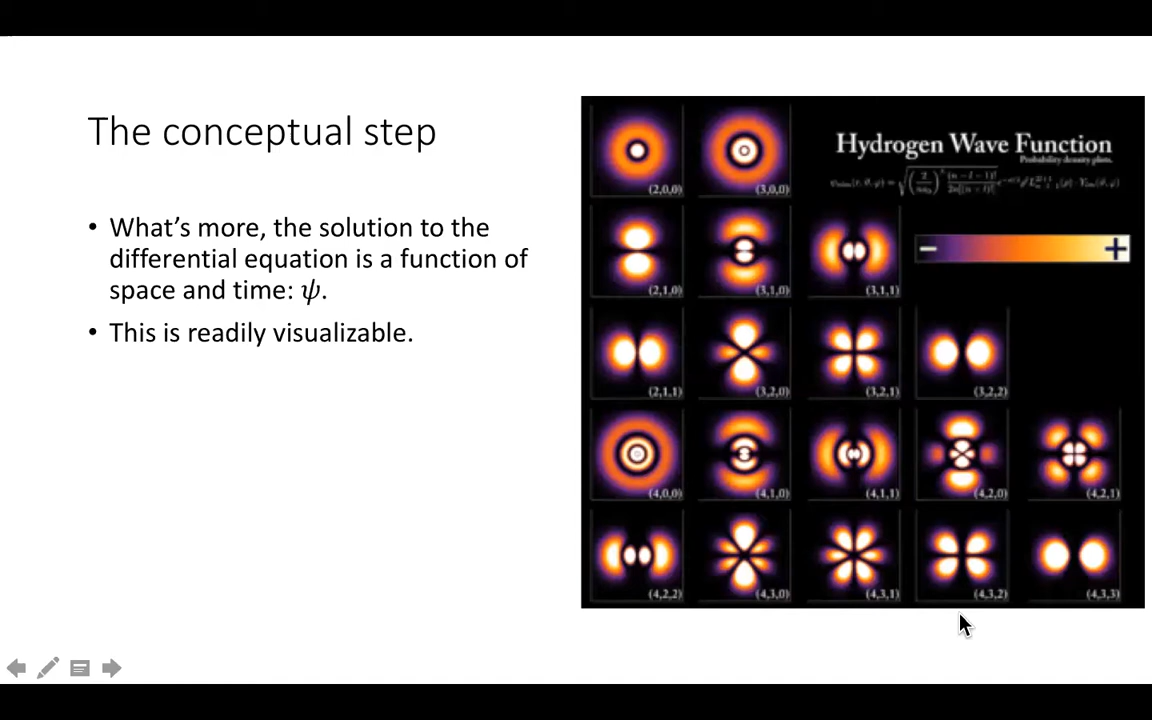 The conceptual step
• What's more, the solution to the
differential equation is a function of
space and time: ψ.
• This is readily visualizable.
Hydrogen Wave Function
Probability density plots.
− +
(2,0,0) (3,0,0)
(2,1,0) (3,1,0) (3,1,1)
(2,1,1) (3,2,0) (3,2,1) (3,2,2)
(4,0,0) (4,1,0) (4,1,1) (4,2,0) (4,2,1)
(4,2,2) (4,3,0) (4,3,1) (4,3,2) (4,3,3)